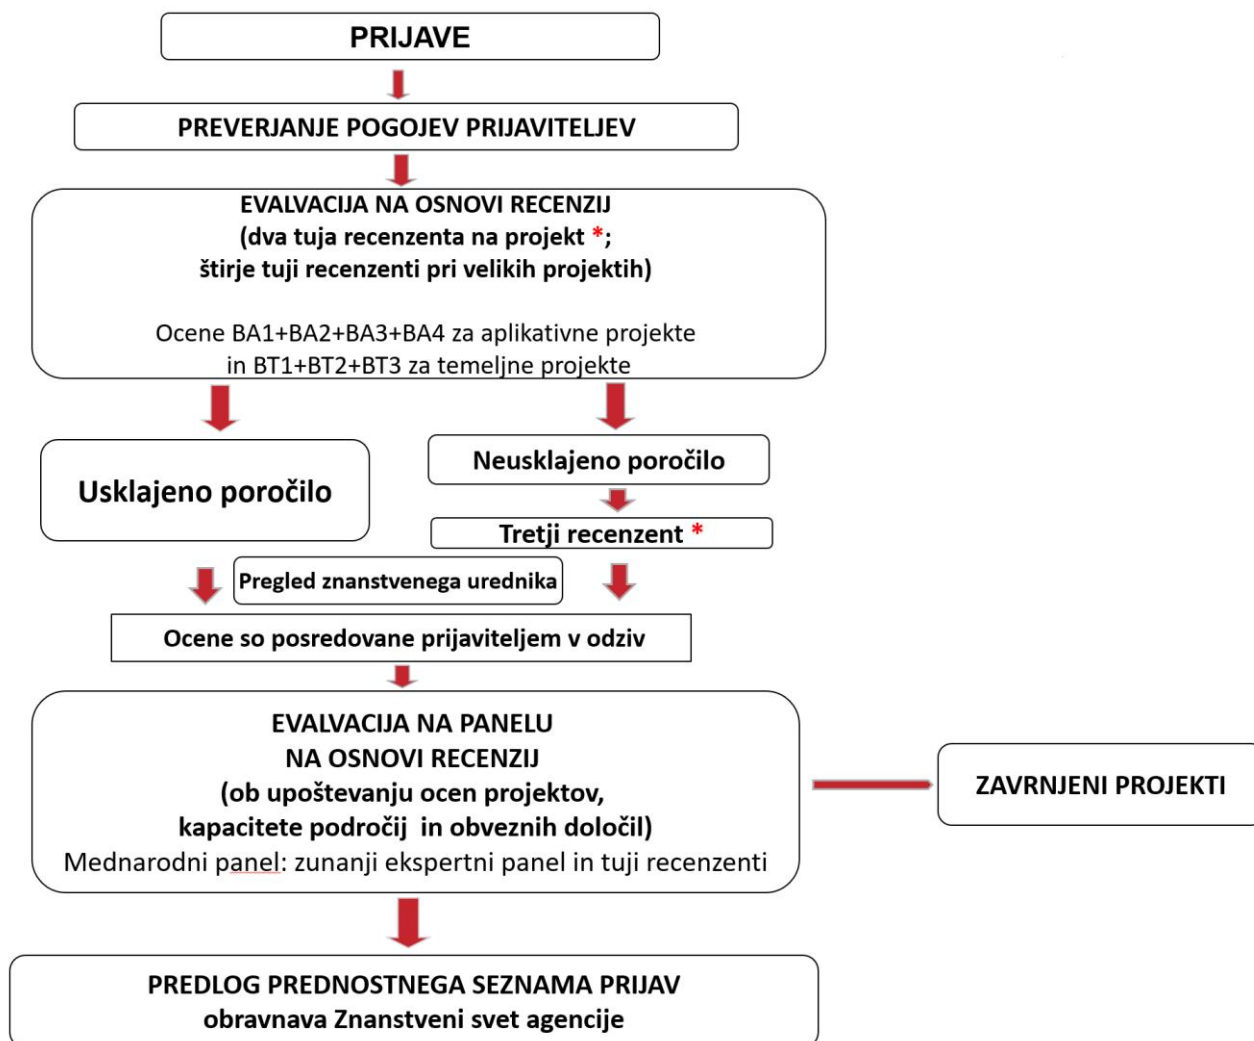 PRIJAVE
PREVERJANJE POGOJEV PRIJAVITELJEV
EVALVACIJA NA OSNOVI RECENZIJ
(dva tuja recenzenta na projekt *;
štirje tuji recenzenti pri velikih projektih)
Ocene BA1+BA2+BA3+BA4 za aplikativne projekte
in BT1+BT2+BT3 za temeljne projekte
Usklajeno poročilo
Neusklajeno poročilo
Tretji recenzent *
Pregled znanstvenega urednika
Ocene so posredovane prijaviteljem v odziv
EVALVACIJA NA PANELU
NA OSNOVI RECENZIJ
(ob upoštevanju ocen projektov,
kapacitete področij in obveznih določil)
Mednarodni panel: zunanji ekspertni panel in tuji recenzenti
ZAVRNJENI PROJEKTI
PREDLOG PREDNOSTNEGA SEZNAMA PRIJAV
obravnava Znanstveni svet agencije